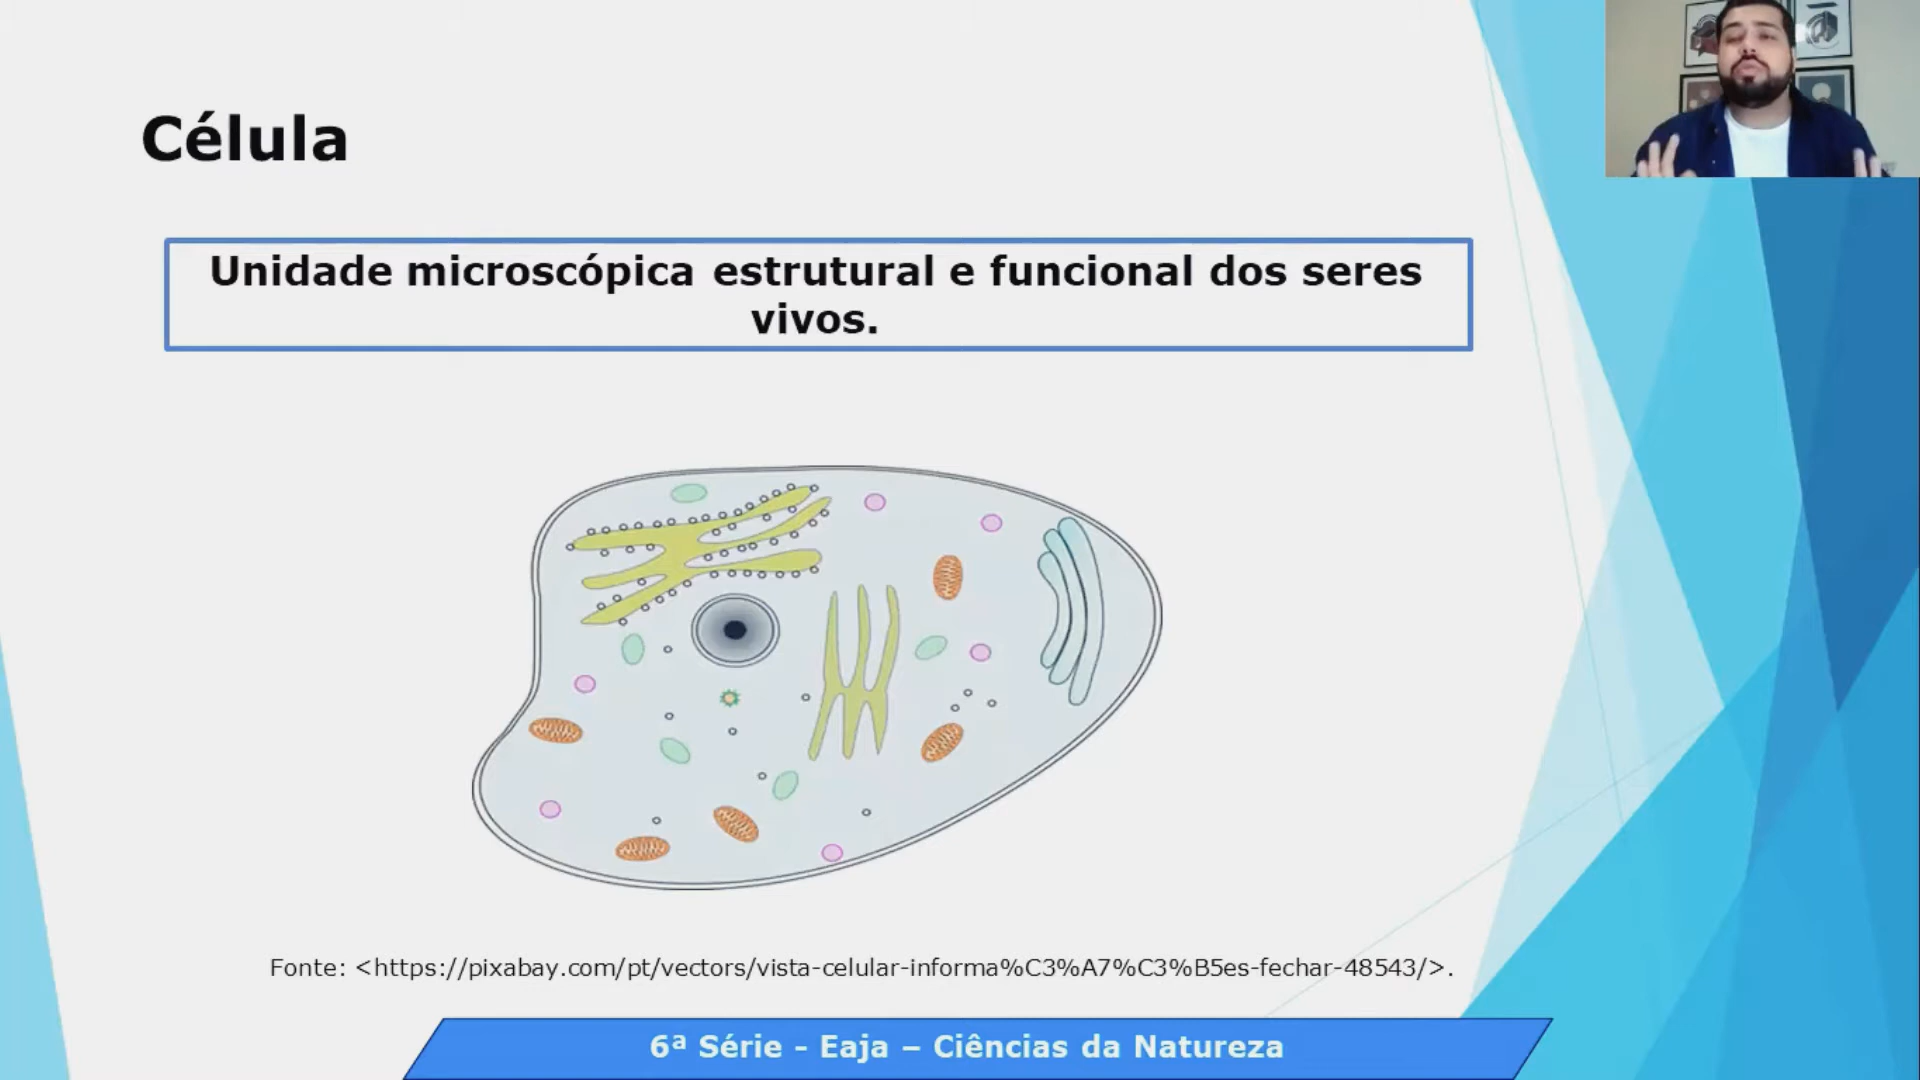 Célula
Unidade microscópica estrutural e funcional dos seres
vivos.
Fonte: <https://pixabay.com/pt/vectors/vista-celular-informa%C3%A7%C3%B5es-fechar-48543/>.
6ª Série - Eaja – Ciências da Natureza